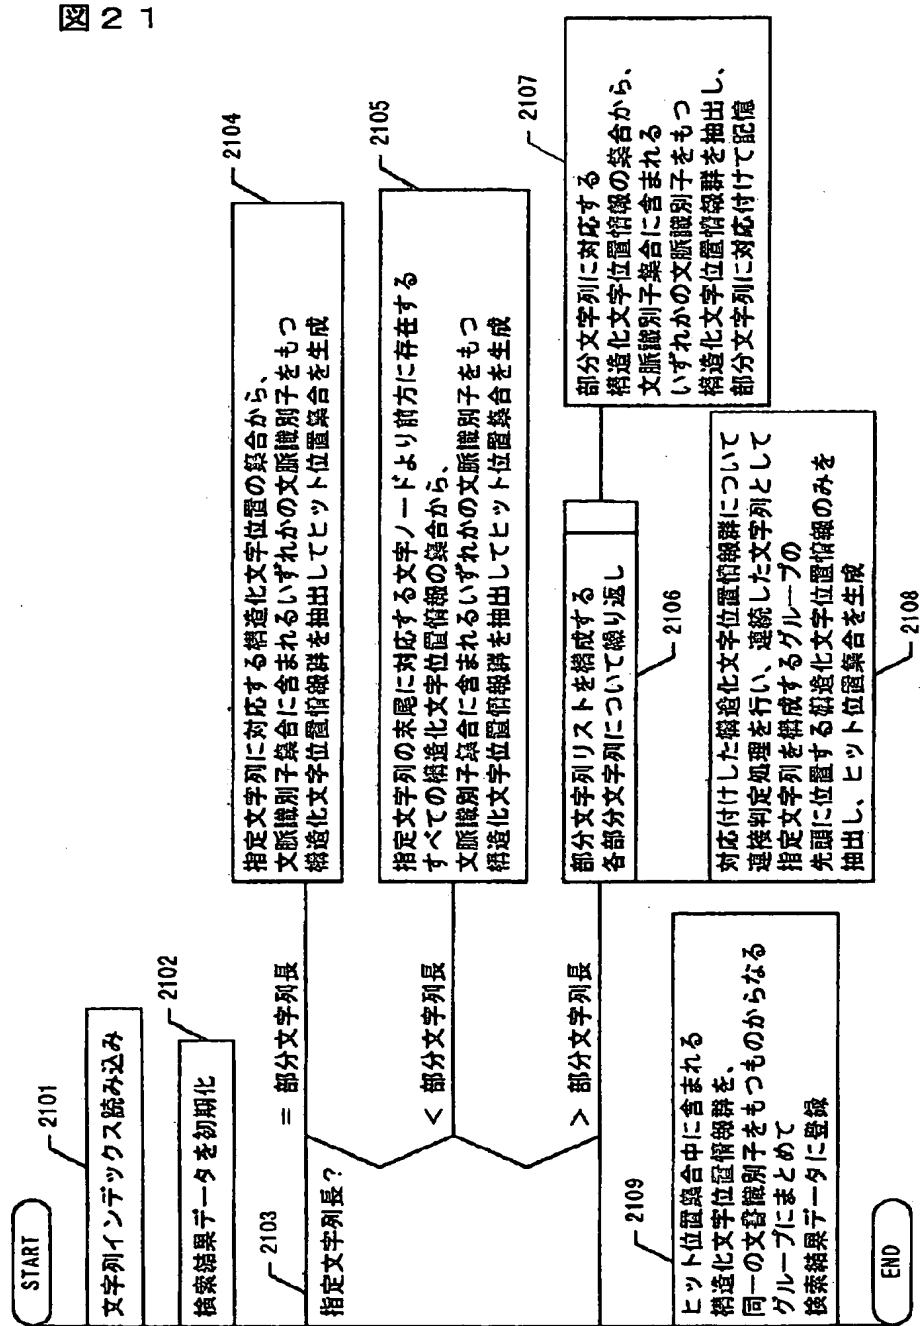 図21
START
2101
文字列インデックス読み込み
2102
検索結果データを初期化
2103
指定文字列長?
= 部分文字列長
2104
指定文字列に対応する構造化文字位置の集合から、
文脈識別子集合に含まれるいずれかの文脈識別子をもつ
構造化文字位置情報群を抽出してヒット位置集合を生成
< 部分文字列長
2105
指定文字列の末尾に対応する文字ノードより前方に存在する
すべての構造化文字位置情報の集合から、
文脈識別子集合に含まれるいずれかの文脈識別子をもつ
構造化文字位置情報群を抽出してヒット位置集合を生成
> 部分文字列長
部分文字列リストを構成する
各部分文字列について繰り返し
2106
2107
部分文字列に対応する
構造化文字位置情報の集合から、
文脈識別子集合に含まれる
いずれかの文脈識別子をもつ
構造化文字位置情報群を抽出し、
部分文字列に対応付けて記憶
対応付けした構造化文字位置情報群について
連接判定処理を行い、連続した文字列として
指定文字列を構成するグループの
先頭に位置する構造化文字位置情報のみを
抽出し、ヒット位置集合を生成
2108
2109
ヒット位置集合中に含まれる
構造化文字位置情報群を、
同一の文書識別子をもつものからなる
グループにまとめて
検索結果データに登録
END